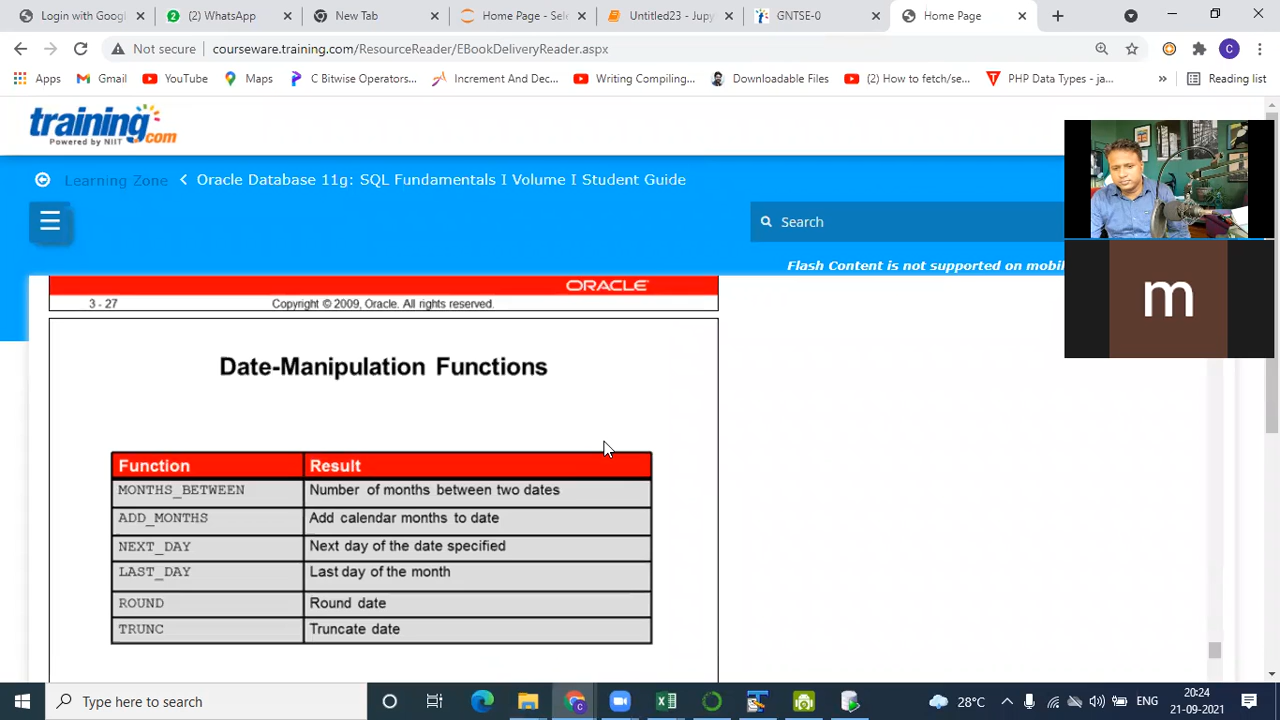 Login with Goog
(2) WhatsApp
New Tab
Home Page - Sel
Untitled23 - Jupy
GNTSE-0
Home Page
Not secure
courseware.training.com/ResourceReader/EBookDeliveryReader.aspx
Apps
Gmail
YouTube
Maps
C Bitwise Operators...
Increment And Dec...
Writing Compiling...
Downloadable Files
(2) How to fetch/se...
PHP Data Types - ja...
»
Reading list
training.com
Powered by NIIT
Learning Zone
Oracle Database 11g: SQL Fundamentals I Volume I Student Guide
Search
Flash Content is not supported on mobil
ORACLE
3 - 27 Copyright © 2009, Oracle. All rights reserved.
m
Date-Manipulation Functions
Function Result
MONTHS_BETWEEN Number of months between two dates
ADD_MONTHS Add calendar months to date
NEXT_DAY Next day of the date specified
LAST_DAY Last day of the month
ROUND Round date
TRUNC Truncate date
Type here to search
28°C
ENG
20:24
21-09-2021